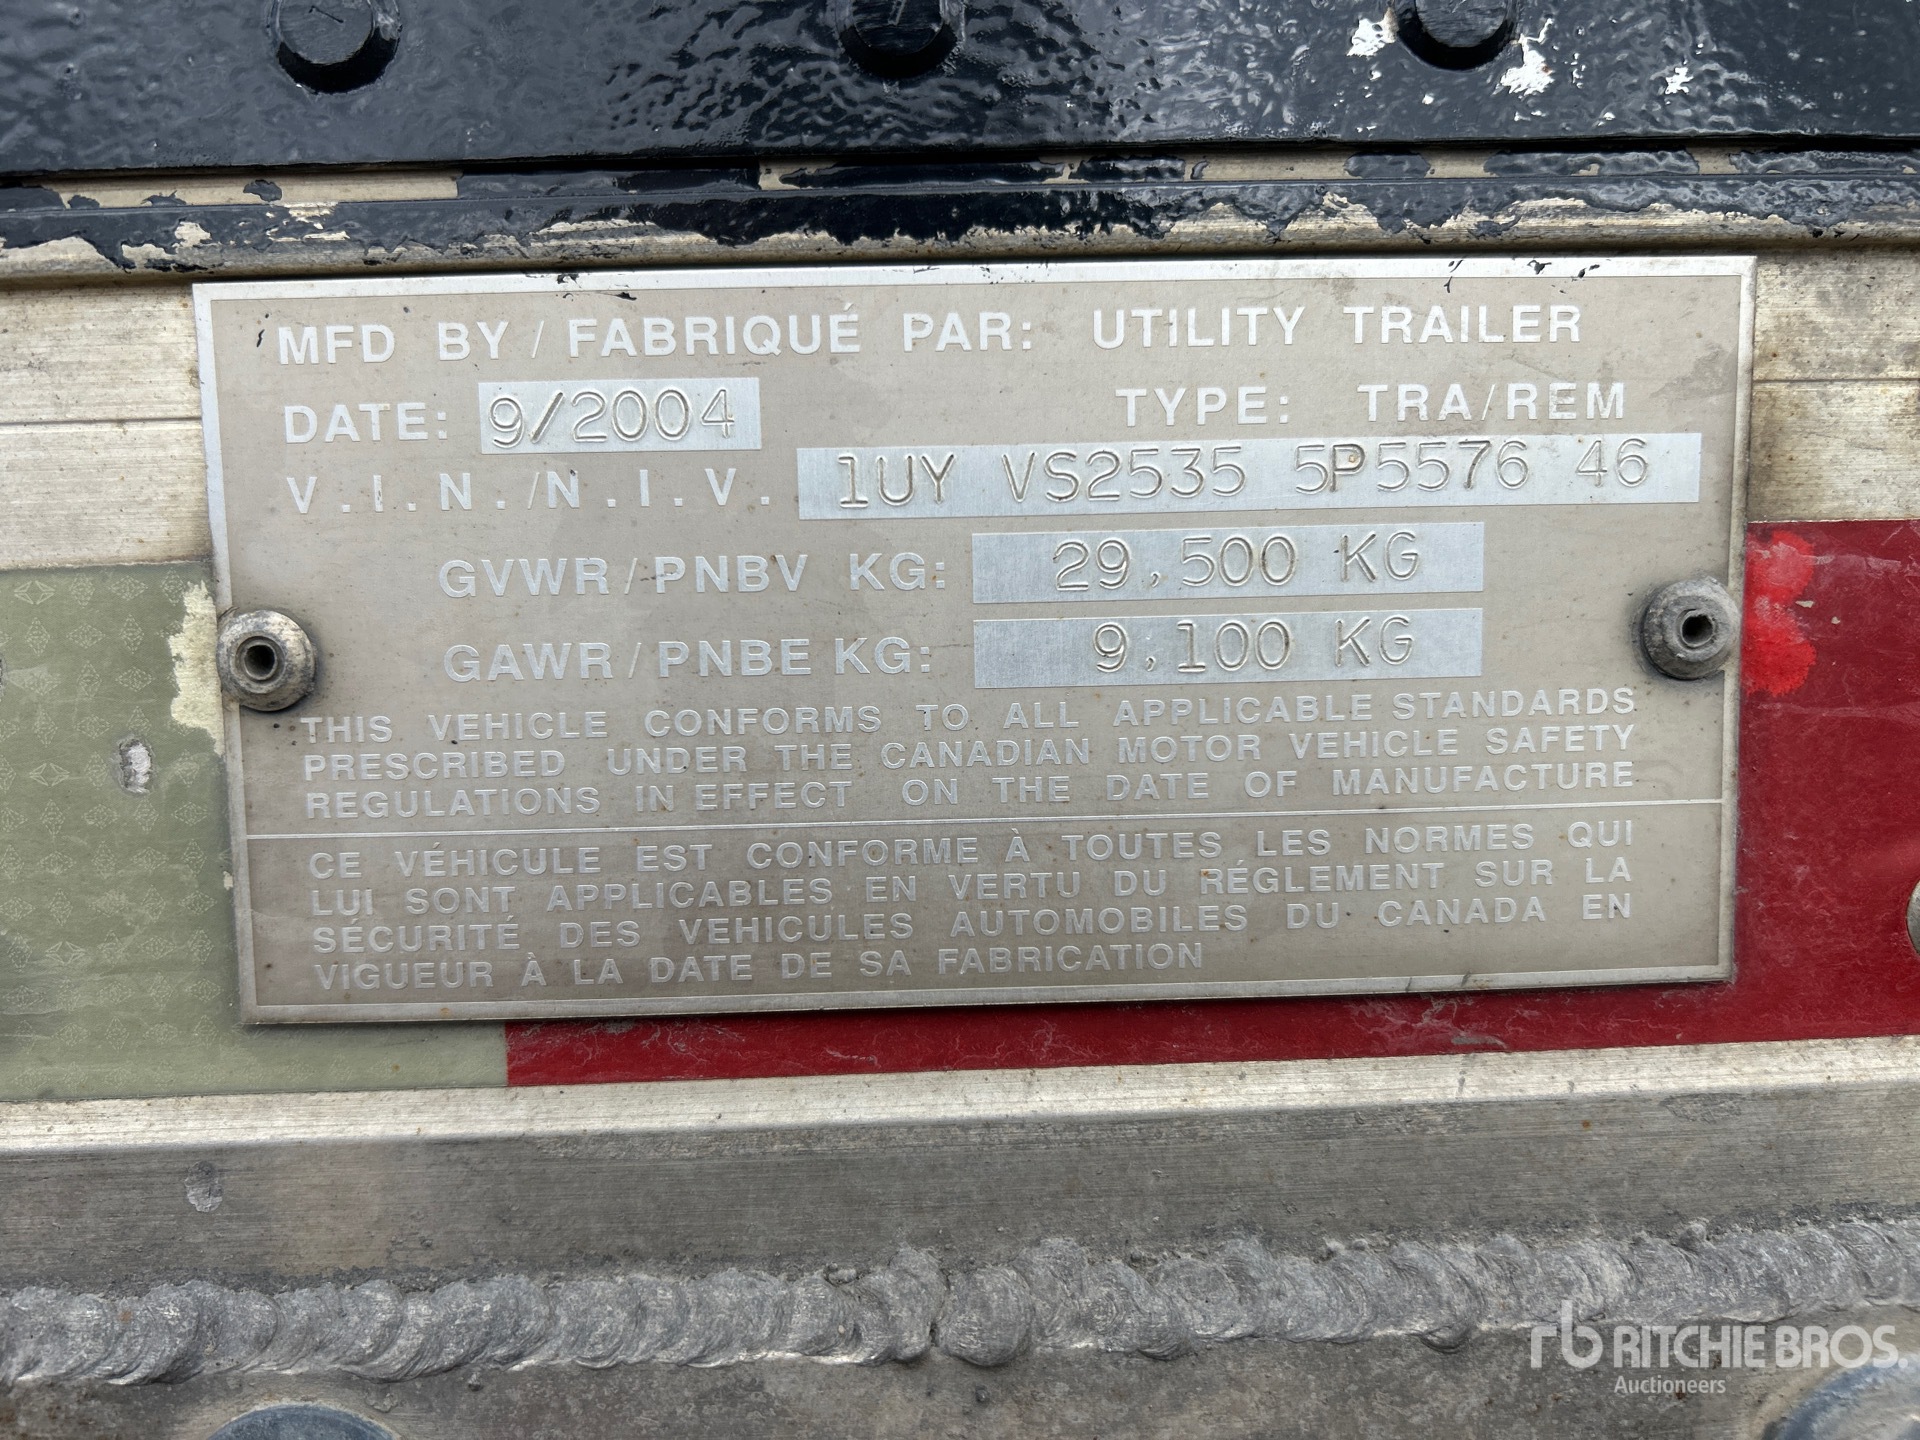 MFD BY / FABRIQUÉ PAR: UTILITY TRAILER
DATE: 9/2004 TYPE: TRA/REM
V.I.N./N.I.V. 1UY VS2535 5P5576 46
GVWR/PNBV KG: 29,500 KG
GAWR/PNBE KG: 9,100 KG
THIS VEHICLE CONFORMS TO ALL APPLICABLE STANDARDS
PRESCRIBED UNDER THE CANADIAN MOTOR VEHICLE SAFETY
REGULATIONS IN EFFECT ON THE DATE OF MANUFACTURE
CE VÉHICULE EST CONFORME À TOUTES LES NORMES QUI
LUI SONT APPLICABLES EN VERTU DU RÉGLEMENT SUR LA
SÉCURITÉ DES VEHICULES AUTOMOBILES DU CANADA EN
VIGUEUR À LA DATE DE SA FABRICATION
rb RITCHIE BROS.
Auctioneers